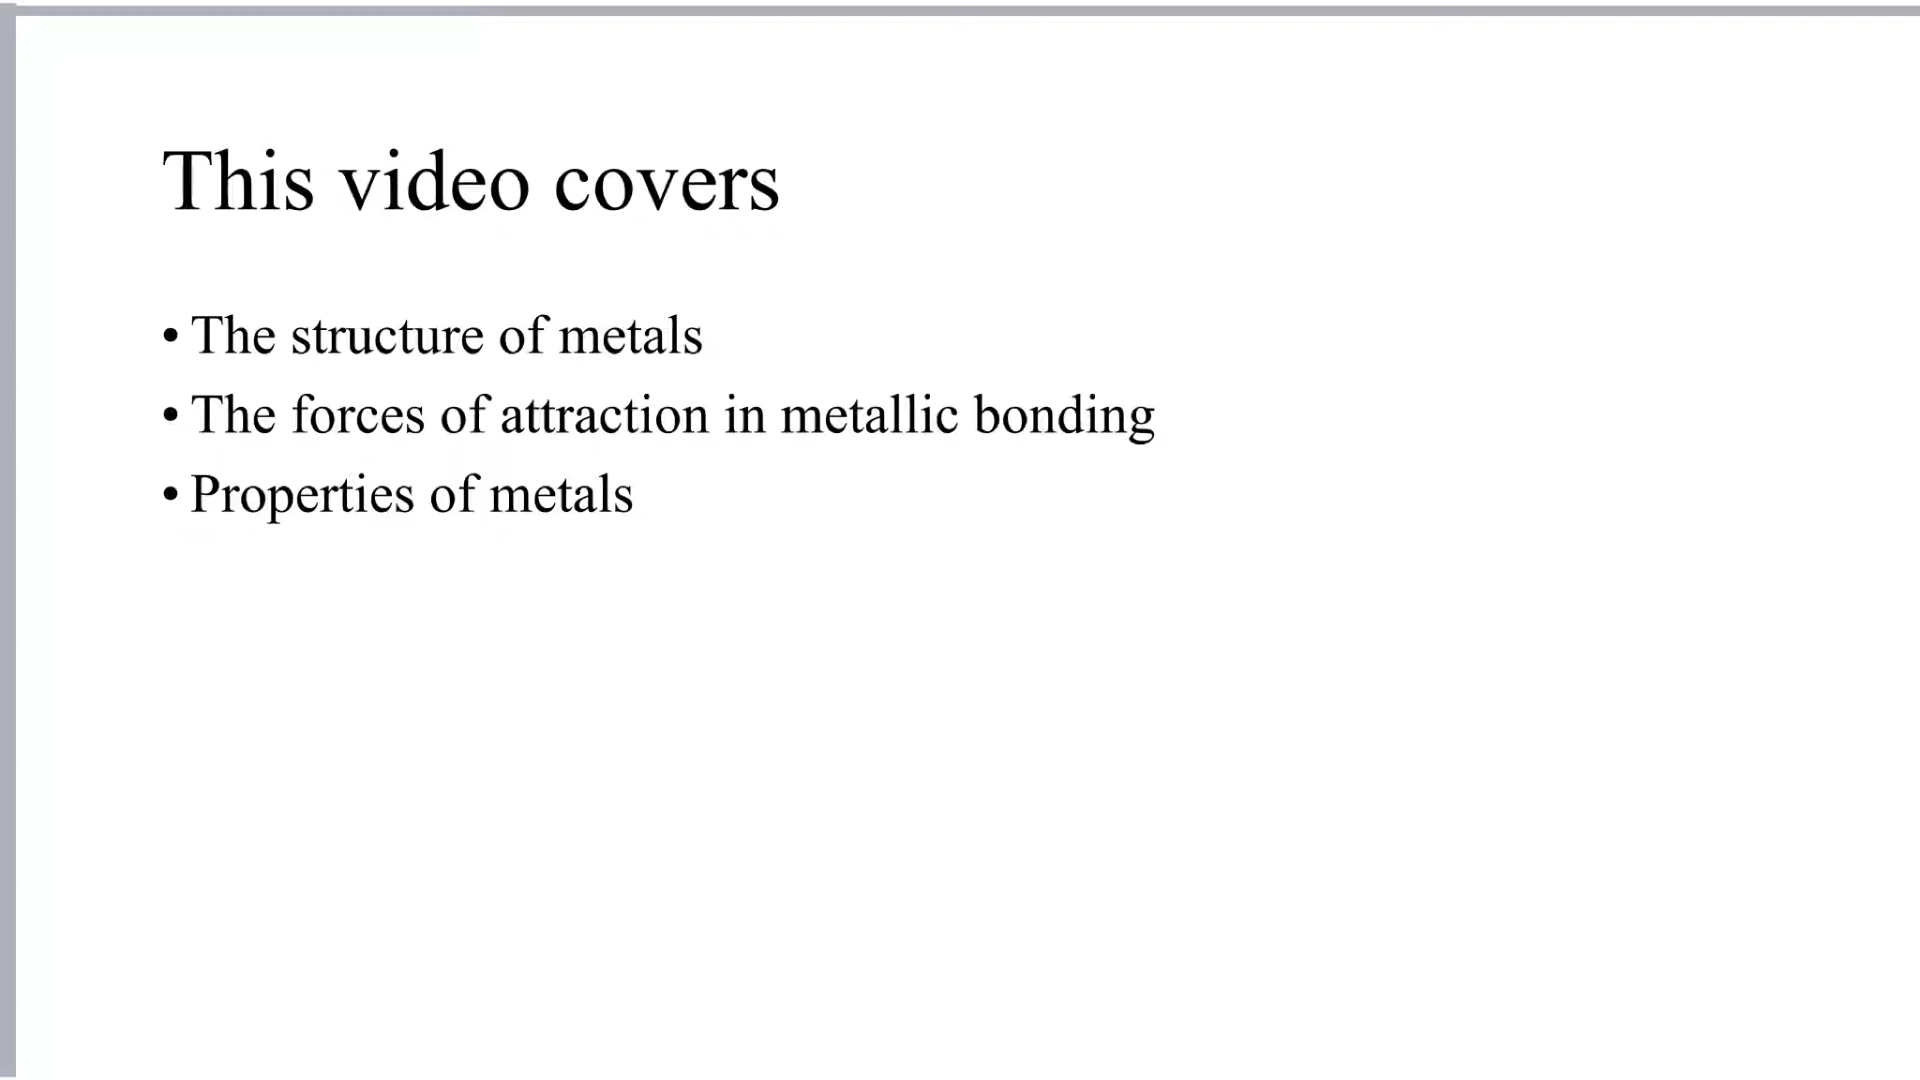 This video covers
• The structure of metals
• The forces of attraction in metallic bonding
• Properties of metals